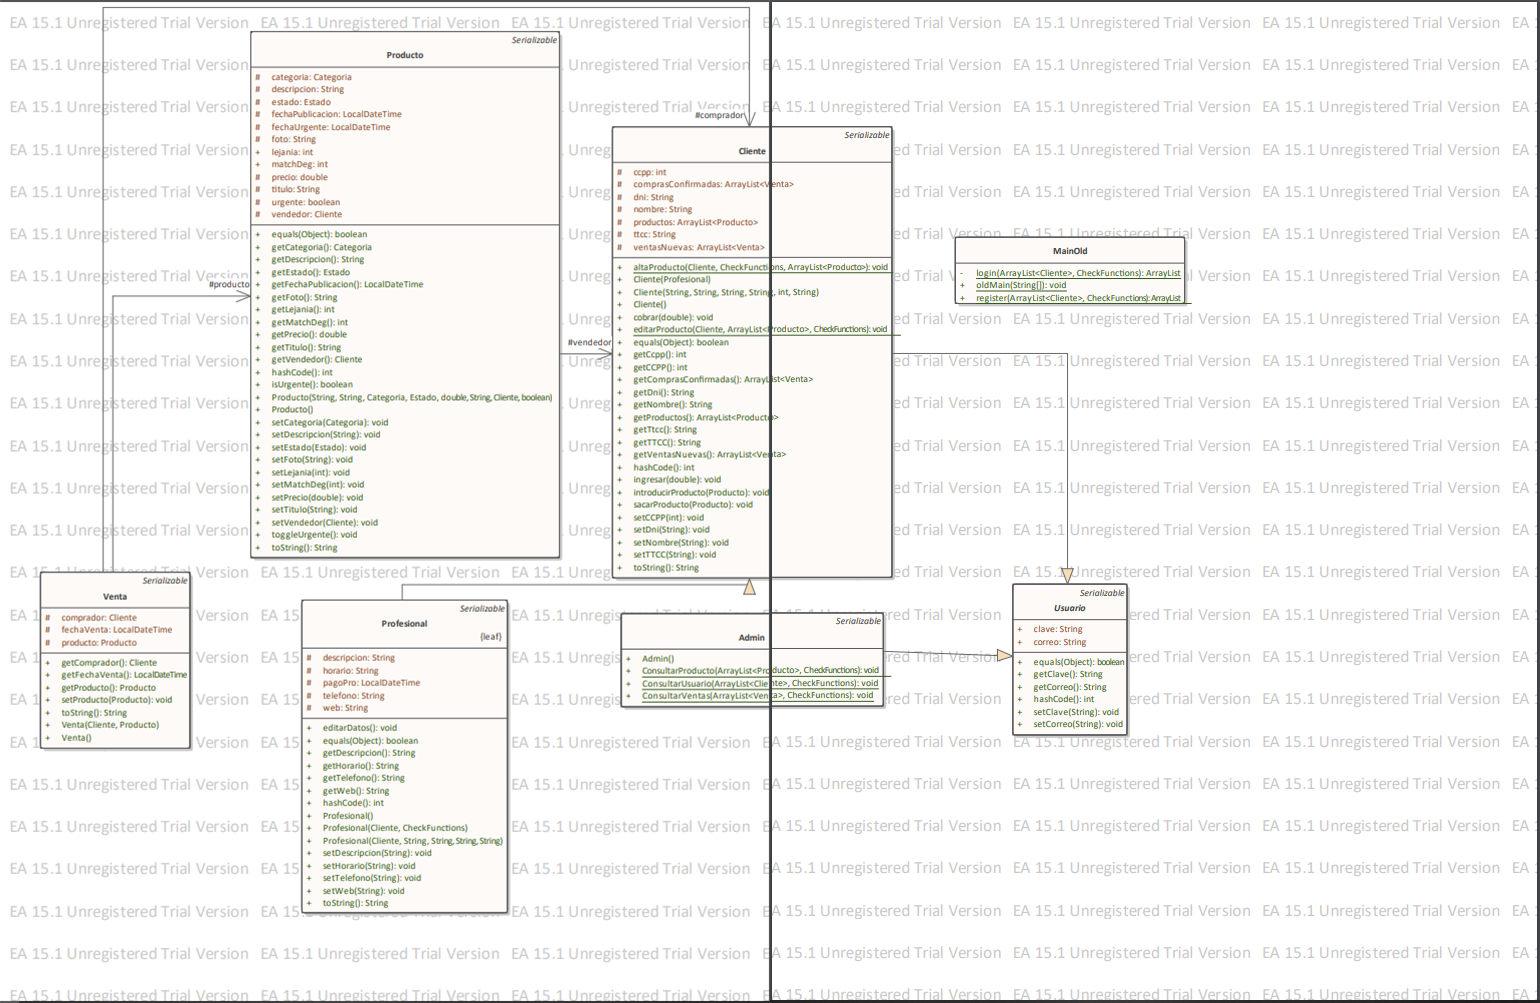 EA 15.1 Unregistered Trial Version
Serializable
Producto
# categoria: Categoria
# descripcion: String
# estado: Estado
# fechaPublicacion: LocalDateTime
# fechaUrgente: LocalDateTime
# foto: String
+ lejania: int
+ matchDeg: int
# precio: double
# titulo: String
# urgente: boolean
# vendedor: Cliente
+ equals(Object): boolean
+ getCategoria(): Categoria
+ getDescripcion(): String
+ getEstado(): Estado
+ getFechaPublicacion(): LocalDateTime
+ getFoto(): String
+ getLejania(): int
+ getMatchDeg(): int
+ getPrecio(): double
+ getTitulo(): String
+ getVendedor(): Cliente
+ hashCode(): int
+ isUrgente(): boolean
+ Producto(String, String, Categoria, Estado, double, String, Cliente, boolean)
+ Producto()
+ setCategoria(Categoria): void
+ setDescripcion(String): void
+ setEstado(Estado): void
+ setFoto(String): void
+ setLejania(int): void
+ setMatchDeg(int): void
+ setPrecio(double): void
+ setTitulo(String): void
+ setVendedor(Cliente): void
+ toggleUrgente(): void
+ toString(): String
#comprador
#producto
#vendedor
Serializable
Cliente
# ccpp: int
# comprasConfirmadas: ArrayList<Venta>
# dni: String
# nombre: String
# productos: ArrayList<Producto>
# ttcc: String
# ventasNuevas: ArrayList<Venta>
+ altaProducto(Cliente, CheckFunctions, ArrayList<Producto>): void
+ Cliente(Profesional)
+ Cliente(String, String, String, String, int, String)
+ Cliente()
+ cobrar(double): void
+ editarProducto(Cliente, ArrayList<Producto>, CheckFunctions): void
+ equals(Object): boolean
+ getCcpp(): int
+ getCCPP(): int
+ getComprasConfirmadas(): ArrayList<Venta>
+ getDni(): String
+ getNombre(): String
+ getProductos(): ArrayList<Producto>
+ getTtcc(): String
+ getTTCC(): String
+ getVentasNuevas(): ArrayList<Venta>
+ hashCode(): int
+ ingresar(double): void
+ introducirProducto(Producto): void
+ sacarProducto(Producto): void
+ setCCPP(int): void
+ setDni(String): void
+ setNombre(String): void
+ setTTCC(String): void
+ toString(): String
MainOld
- login(ArrayList<Cliente>, CheckFunctions): ArrayList
+ oldMain(String[]): void
+ register(ArrayList<Cliente>, CheckFunctions): ArrayList
Serializable
Venta
# comprador: Cliente
# fechaVenta: LocalDateTime
# producto: Producto
+ getComprador(): Cliente
+ getFechaVenta(): LocalDateTime
+ getProducto(): Producto
+ setProducto(Producto): void
+ toString(): String
+ Venta(Cliente, Producto)
+ Venta()
Serializable
Profesional
{leaf}
# descripcion: String
# horario: String
# pagoPro: LocalDateTime
# telefono: String
# web: String
+ editarDatos(): void
+ equals(Object): boolean
+ getDescripcion(): String
+ getHorario(): String
+ getTelefono(): String
+ getWeb(): String
+ hashCode(): int
+ Profesional()
+ Profesional(Cliente, CheckFunctions)
+ Profesional(Cliente, String, String, String, String)
+ setDescripcion(String): void
+ setHorario(String): void
+ setTelefono(String): void
+ setWeb(String): void
+ toString(): String
Serializable
Admin
+ Admin()
+ ConsultarProducto(ArrayList<Producto>, CheckFunctions): void
+ ConsultarUsuario(ArrayList<Cliente>, CheckFunctions): void
+ ConsultarVentas(ArrayList<Venta>, CheckFunctions): void
Serializable
Usuario
+ clave: String
# correo: String
+ equals(Object): boolean
+ getClave(): String
+ getCorreo(): String
+ hashCode(): int
+ setClave(String): void
+ setCorreo(String): void